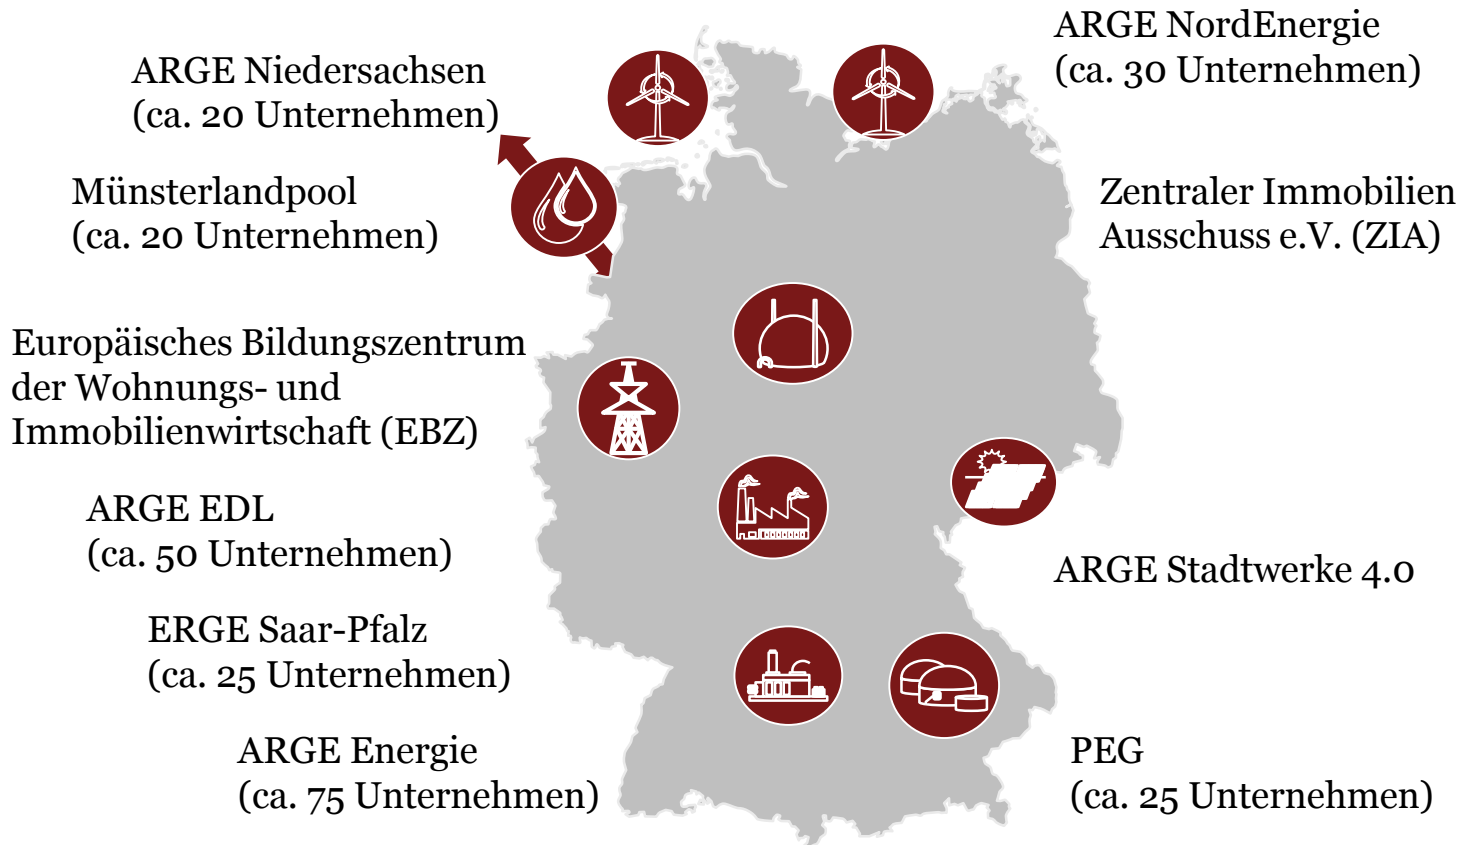 ARGE NordEnergie
(ca. 30 Unternehmen)
ARGE Niedersachsen
(ca. 20 Unternehmen)
Münsterlandpool
(ca. 20 Unternehmen)
Zentraler Immobilien
Ausschuss e.V. (ZIA)
Europäisches Bildungszentrum
der Wohnungs- und
Immobilienwirtschaft (EBZ)
ARGE EDL
(ca. 50 Unternehmen)
ARGE Stadtwerke 4.0
ERGE Saar-Pfalz
(ca. 25 Unternehmen)
ARGE Energie
(ca. 75 Unternehmen)
PEG
(ca. 25 Unternehmen)